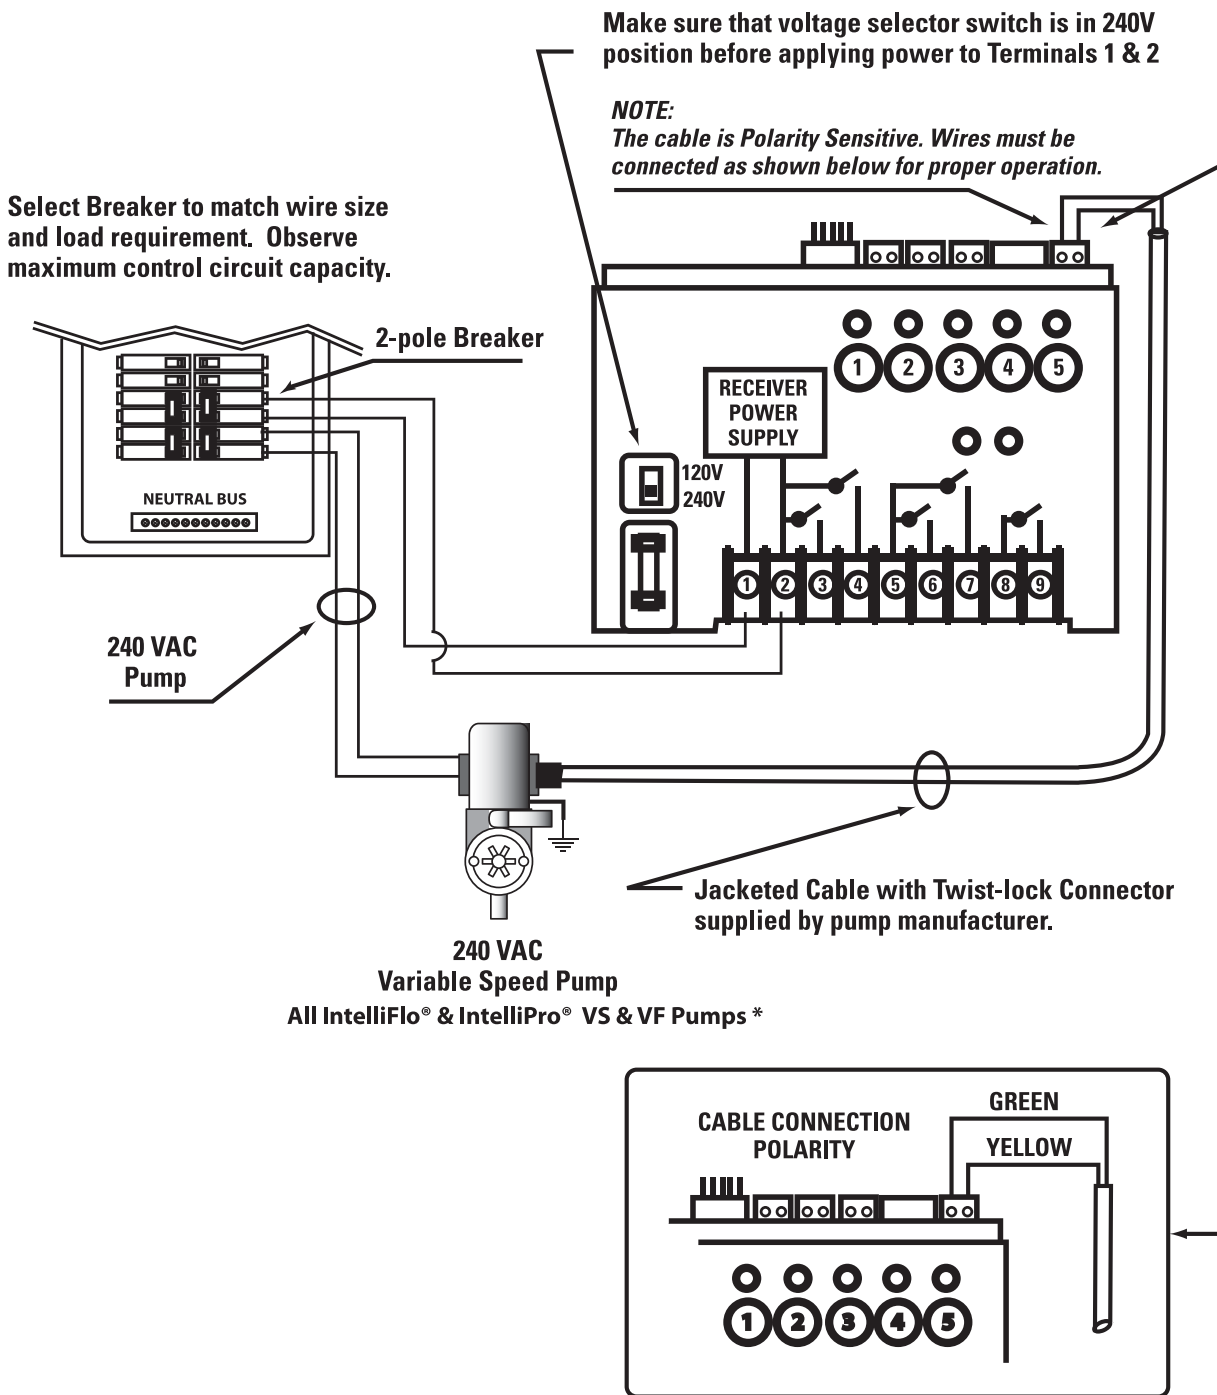 Make sure that voltage selector switch is in 240V
position before applying power to Terminals 1 & 2
NOTE:
The cable is Polarity Sensitive. Wires must be
connected as shown below for proper operation.
Select Breaker to match wire size
and load requirement. Observe
maximum control circuit capacity.
2-pole Breaker
1 2 3 4 5
RECEIVER
POWER
SUPPLY
120V
240V
NEUTRAL BUS
1 2 3 4 5 6 7 8 9
240 VAC
Pump
Jacketed Cable with Twist-lock Connector
supplied by pump manufacturer.
240 VAC
Variable Speed Pump
All IntelliFlo® & IntelliPro® VS & VF Pumps *
GREEN
CABLE CONNECTION
POLARITY
YELLOW
1 2 3 4 5